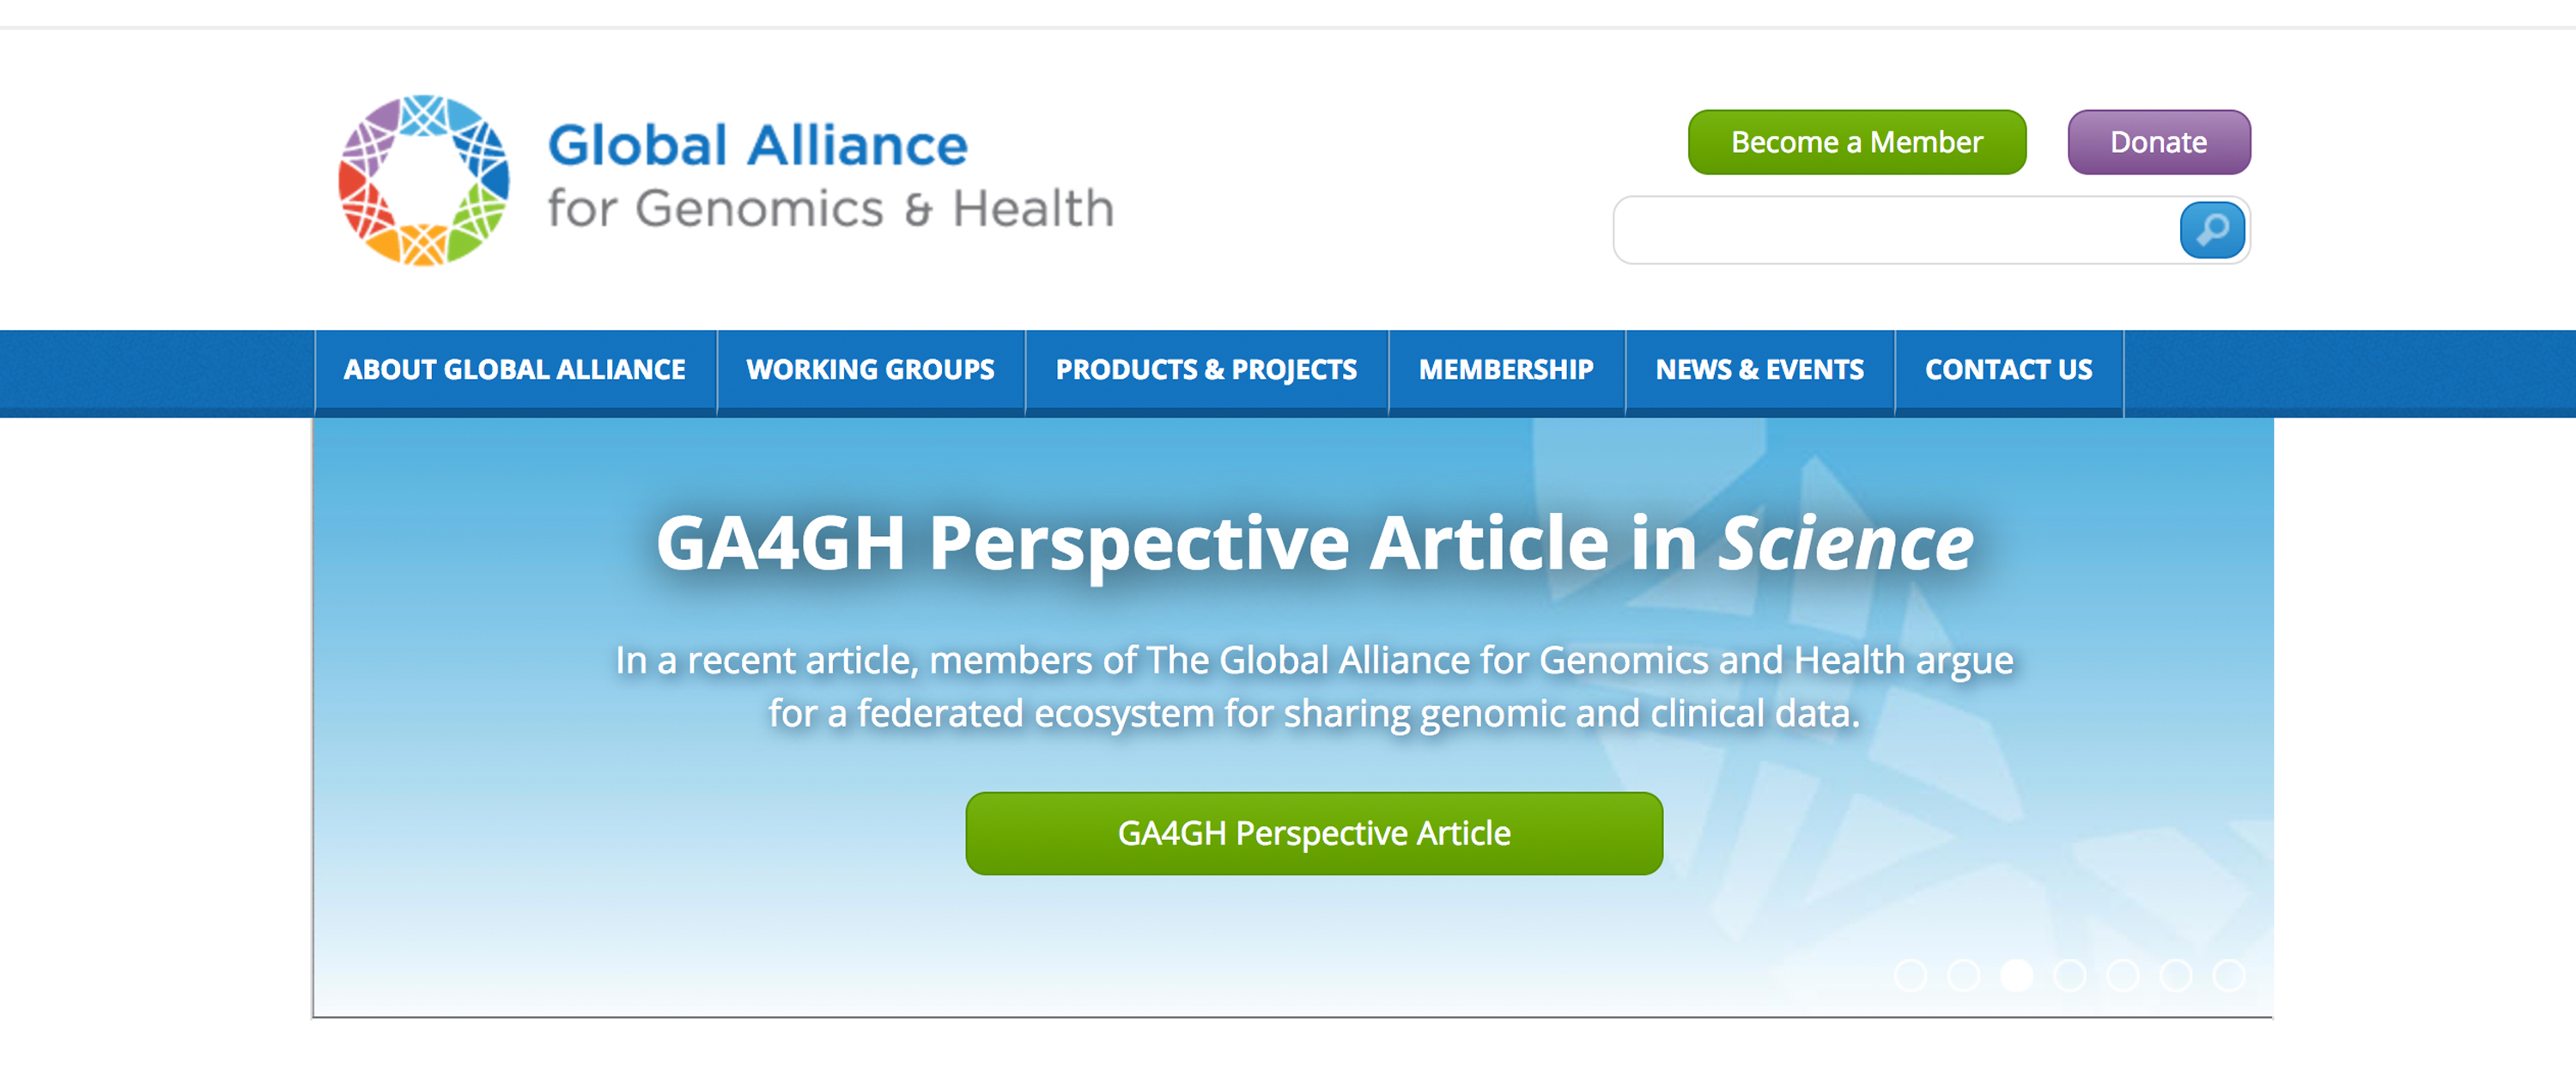 Global Alliance
for Genomics & Health
Become a Member
Donate
ABOUT GLOBAL ALLIANCE
WORKING GROUPS
PRODUCTS & PROJECTS
MEMBERSHIP
NEWS & EVENTS
CONTACT US
GA4GH Perspective Article in Science
In a recent article, members of The Global Alliance for Genomics and Health argue
for a federated ecosystem for sharing genomic and clinical data.
GA4GH Perspective Article